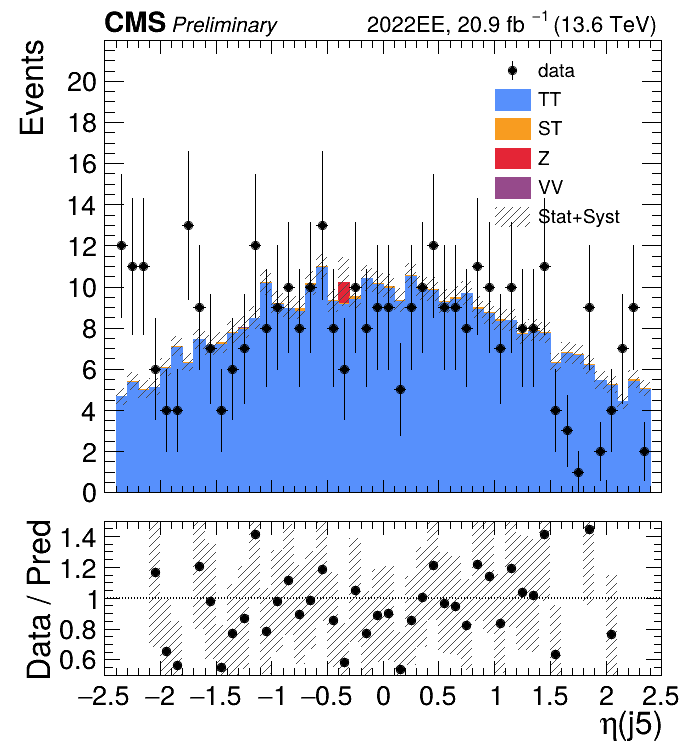 CMS Preliminary 2022EE, 20.9 fb⁻¹ (13.6 TeV)
Events
20
18
16
14
12
10
8
6
4
2
0
data
TT
ST
Z
VV
Stat+Syst
Data / Pred
1.4
1.2
1
0.8
0.6
−2.5 −2 −1.5 −1 −0.5 0 0.5 1 1.5 2 2.5
η(j5)